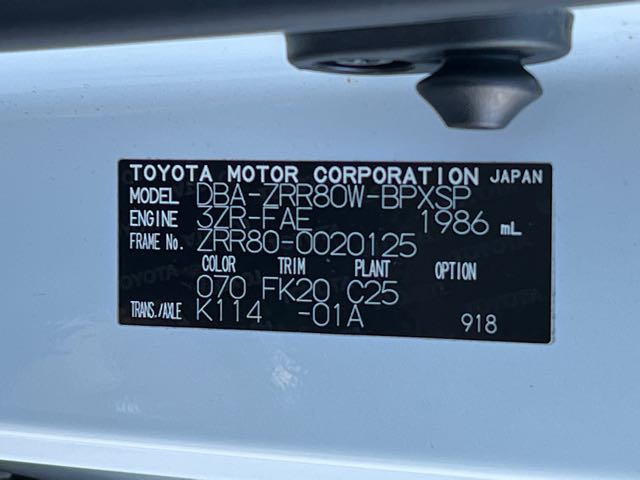 TOYOTA MOTOR CORPORATION JAPAN
MODEL DBA-ZRR80W-BPXSP
ENGINE 3ZR-FAE 1986 mL
FRAME No. ZRR80-0020125
COLOR TRIM PLANT OPTION
070 FK20 C25
TRANS./AXLE K114 -01A 918